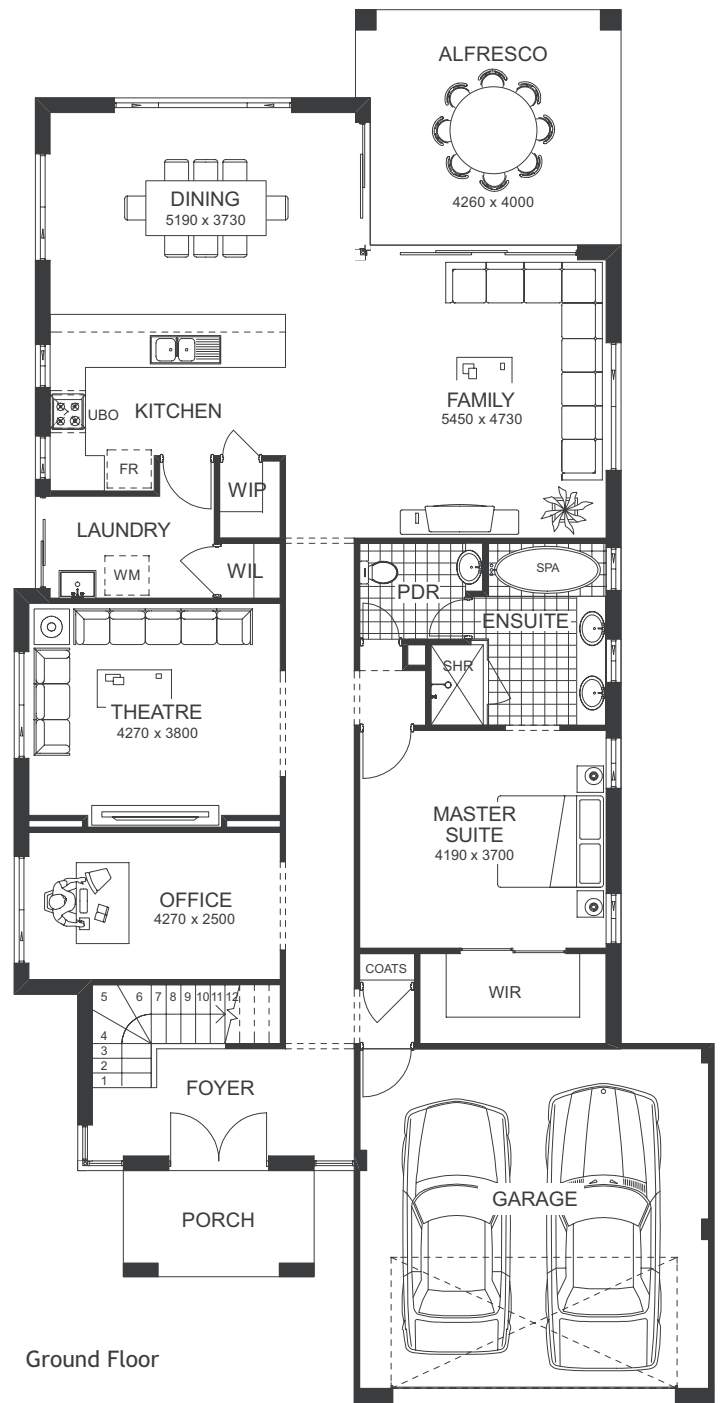 ALFRESCO
4260 x 4000
DINING
5190 x 3730
FAMILY
5450 x 4730
UBO
KITCHEN
FR
WIP
LAUNDRY
WM
WIL
PDR
SPA
ENSUITE
SHR
THEATRE
4270 x 3800
MASTER
SUITE
4190 x 3700
OFFICE
4270 x 2500
COATS
WIR
5 6 7 8 9 10 11 12
4
3
2
1
FOYER
GARAGE
PORCH
Ground Floor